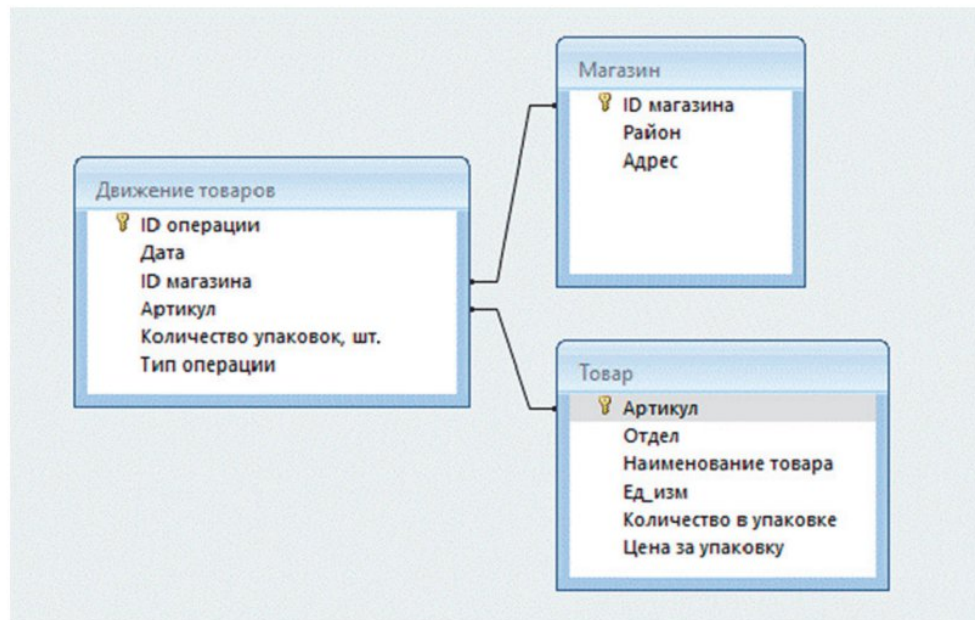 Движение товаров
ID операции
Дата
ID магазина
Артикул
Количество упаковок, шт.
Тип операции
Магазин
ID магазина
Район
Адрес
Товар
Артикул
Отдел
Наименование товара
Ед_изм
Количество в упаковке
Цена за упаковку